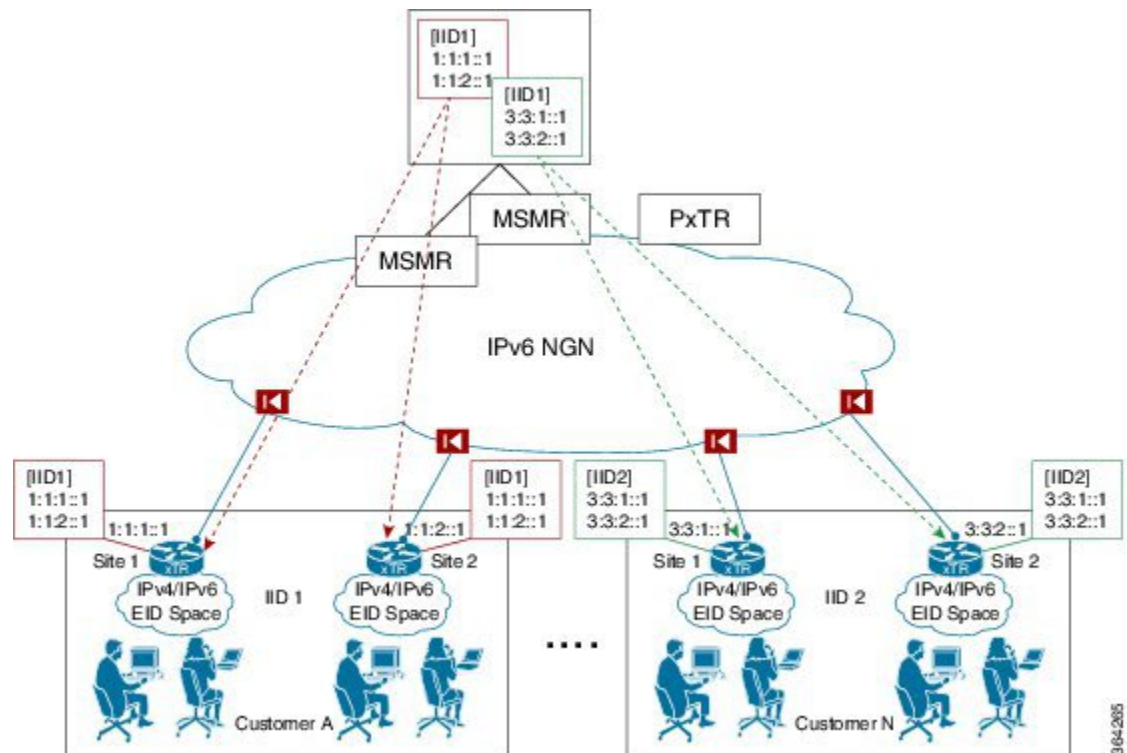 [IID1]
1:1:1::1
1:1:2::1
[IID1]
3:3:1::1
3:3:2::1
MSMR
PxTR
MSMR
IPv6 NGN
[IID1]
1:1:1::1
1:1:2::1
1:1:1::1
[IID1]
1:1:1::1
1:1:2::1
1:1:2::1
[IID2]
3:3:1::1
3:3:2::1
3:3:1::1
[IID2]
3:3:1::1
3:3:2::1
3:3:2::1
Site 1
xTR
xTR
Site 2
Site 1
xTR
xTR
Site 2
IPv4/IPv6
EID Space
IID 1
IPv4/IPv6
EID Space
IPv4/IPv6
EID Space
IID 2
IPv4/IPv6
EID Space
....
Customer A
Customer N
364265